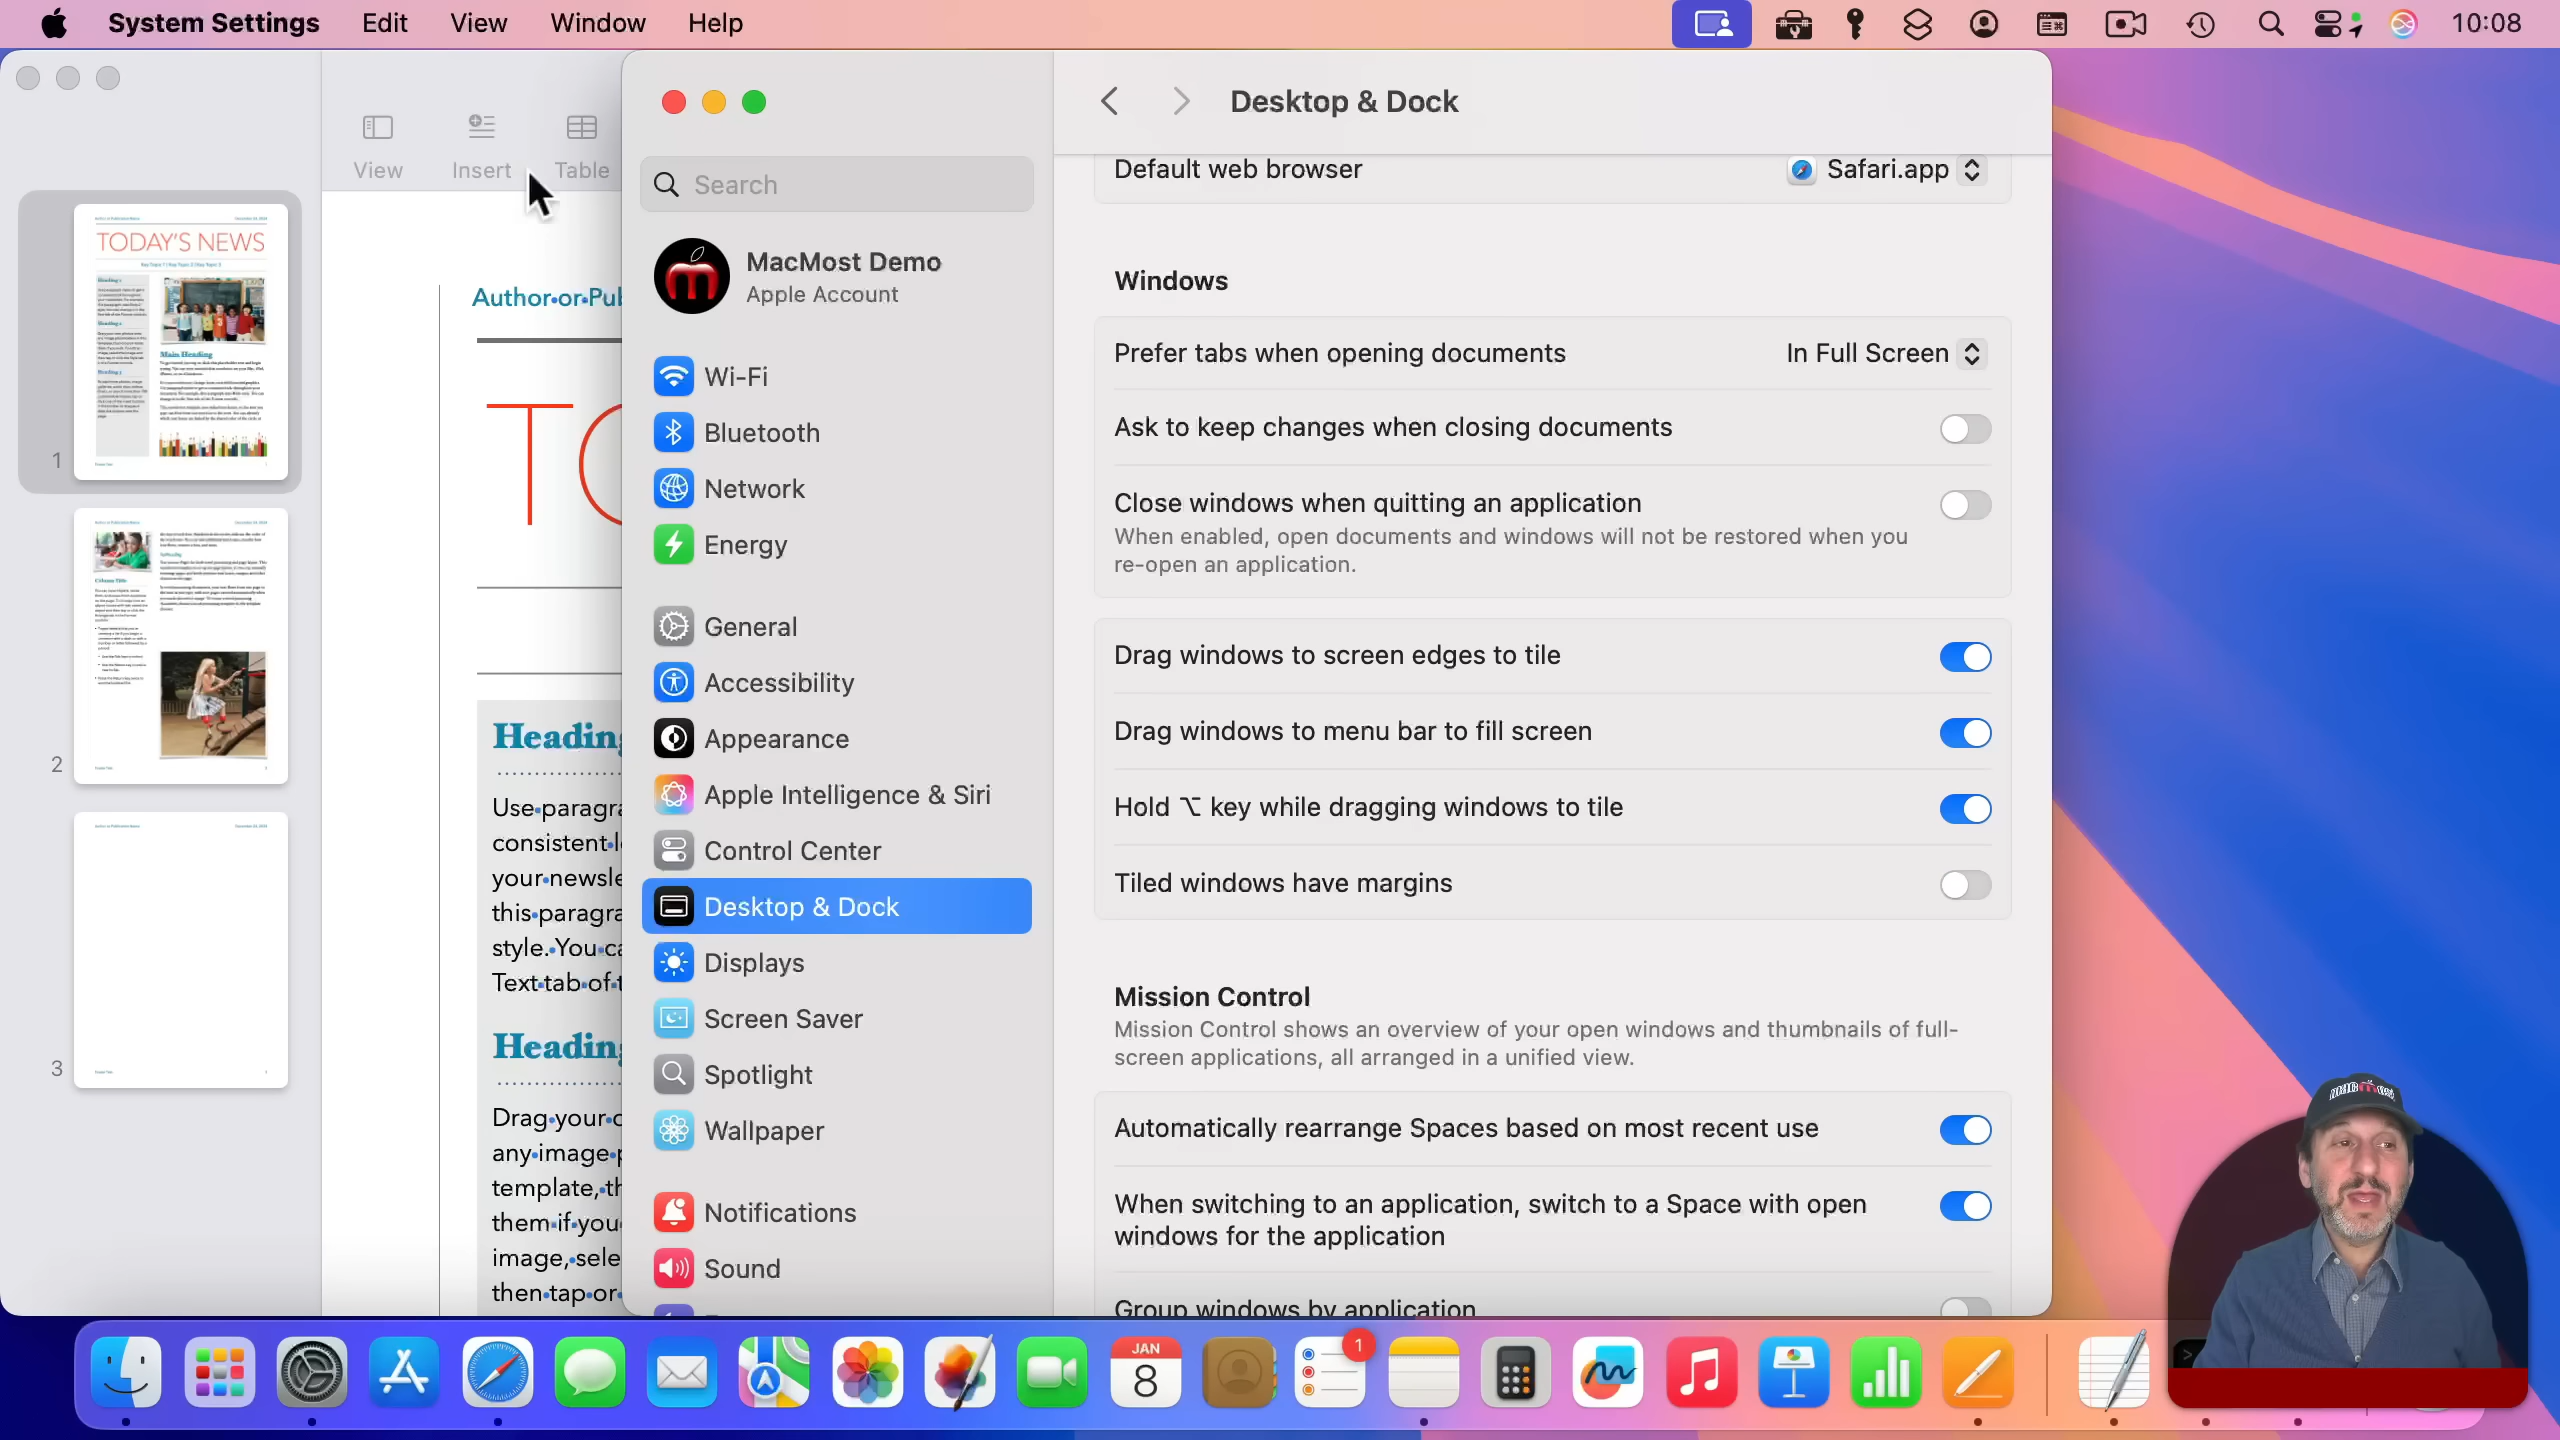 System Settings Edit View Window Help
10:08
View Insert Table
TODAY'S NEWS
Main Heading
1
2
3
Author•or•Pub
TO
Heading
Use•paragra
consistent•l
your•newsle
this•paragra
style.•You•ca
Text•tab•of•t
Heading
Drag•your•o
any•image•p
template,•th
them•if•you
image,•sele
then•tap•or•
Search
MacMost Demo
Apple Account
Wi-Fi
Bluetooth
Network
Energy
General
Accessibility
Appearance
Apple Intelligence & Siri
Control Center
Desktop & Dock
Displays
Screen Saver
Spotlight
Wallpaper
Notifications
Sound
Desktop & Dock
Default web browser Safari.app
Windows
Prefer tabs when opening documents In Full Screen
Ask to keep changes when closing documents
Close windows when quitting an application
When enabled, open documents and windows will not be restored when you
re-open an application.
Drag windows to screen edges to tile
Drag windows to menu bar to fill screen
Hold ⌥ key while dragging windows to tile
Tiled windows have margins
Mission Control
Mission Control shows an overview of your open windows and thumbnails of full-
screen applications, all arranged in a unified view.
Automatically rearrange Spaces based on most recent use
When switching to an application, switch to a Space with open
windows for the application
Group windows by application
JAN
8
1